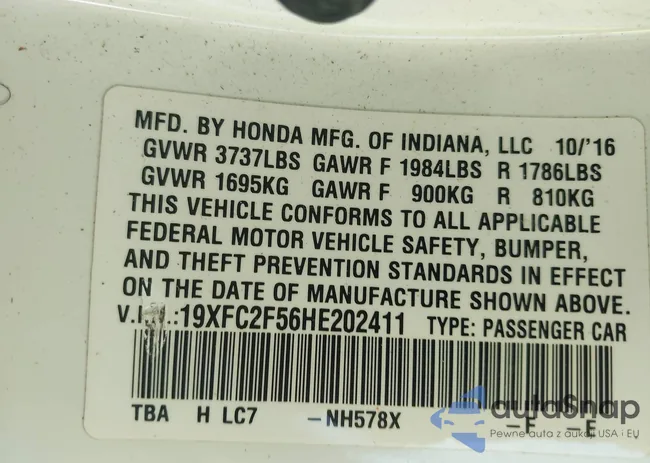 MFD. BY HONDA MFG. OF INDIANA, LLC 10/'16
GVWR 3737LBS GAWR F 1984LBS R 1786LBS
GVWR 1695KG GAWR F 900KG R 810KG
THIS VEHICLE CONFORMS TO ALL APPLICABLE
FEDERAL MOTOR VEHICLE SAFETY, BUMPER,
AND THEFT PREVENTION STANDARDS IN EFFECT
ON THE DATE OF MANUFACTURE SHOWN ABOVE.
V.I.N.:19XFC2F56HE202411 TYPE: PASSENGER CAR
TBA H LC7 -NH578X -F -E
autoSnap
Pewne auta z aukcji USA i EU